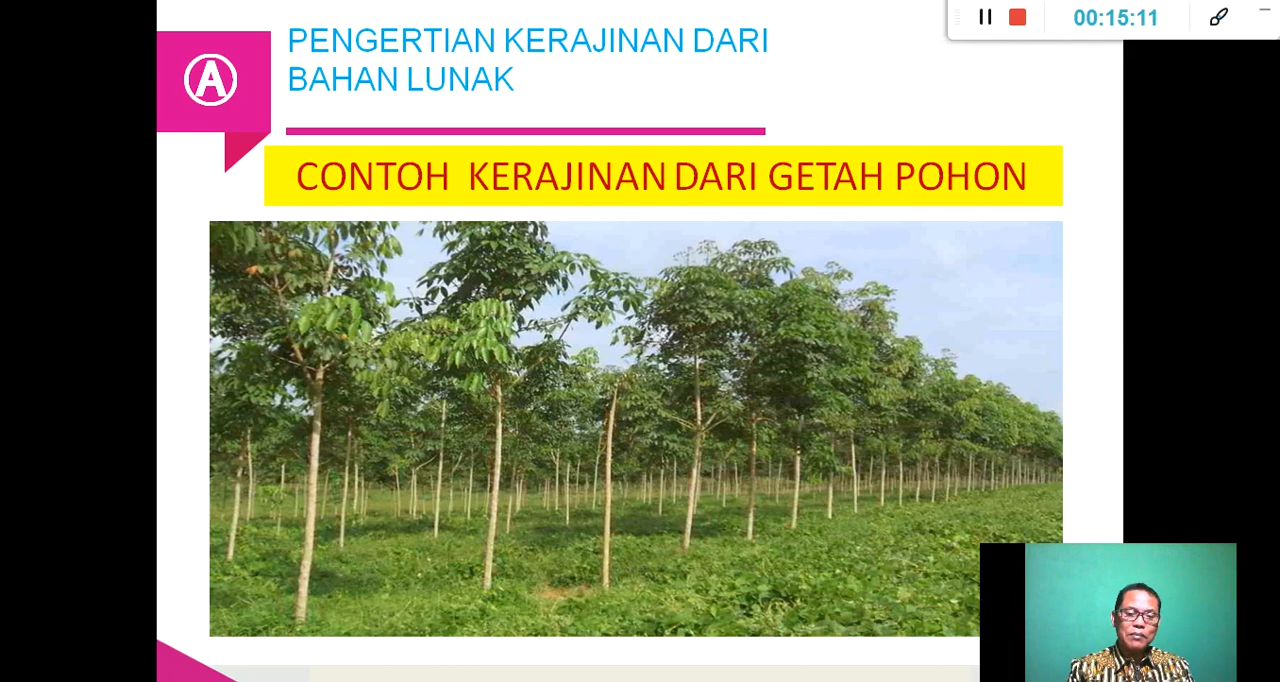 PENGERTIAN KERAJINAN DARI
BAHAN LUNAK
A
CONTOH KERAJINAN DARI GETAH POHON
00:15:11